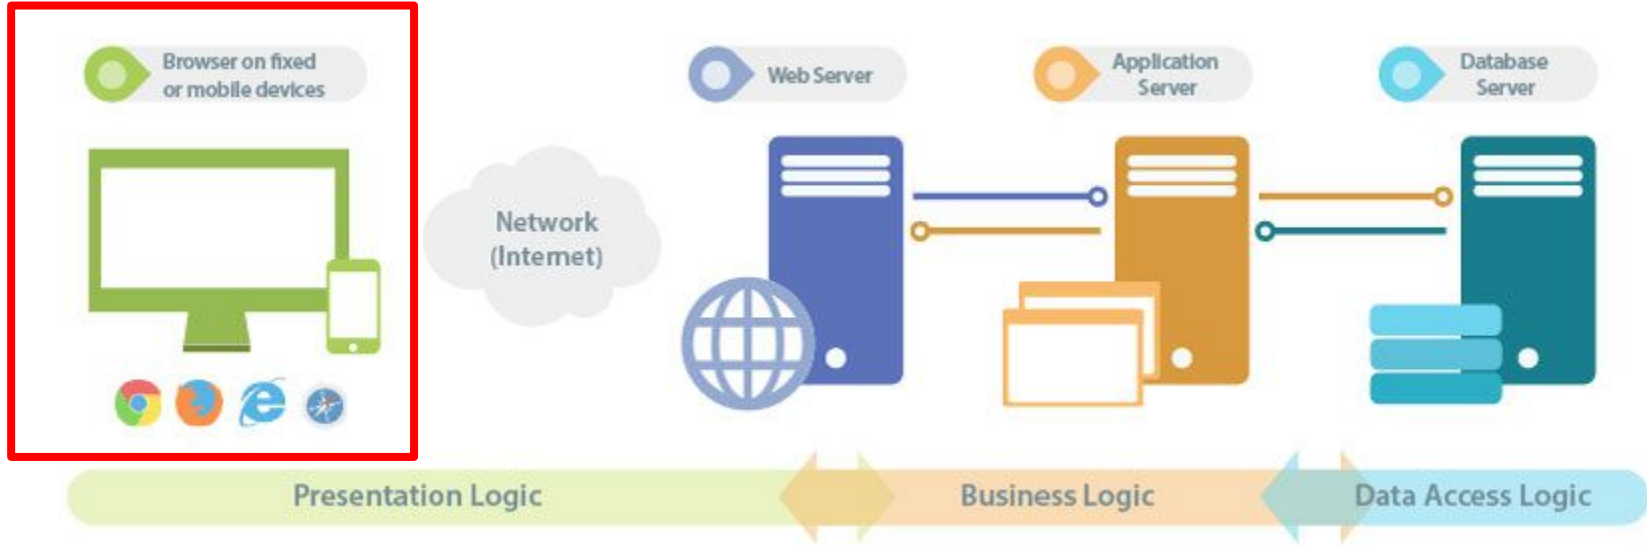 Browser on fixed
or mobile devices
Web Server
Application
Server
Database
Server
Network
(Internet)
Presentation Logic
Business Logic
Data Access Logic